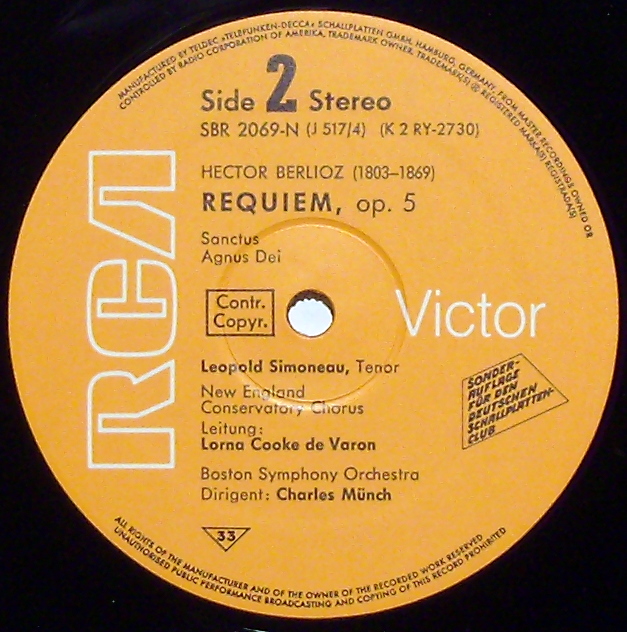 MANUFACTURED BY TELDEC »TELEFUNKEN-DECCA« SCHALLPLATTEN GMBH, HAMBURG, GERMANY, FROM MASTER RECORDINGS OWNED OR
CONTROLLED BY RADIO CORPORATION OF AMERICA, TRADEMARK OWNER, TRADEMARK(S) ® REGISTERED MARKA(S) REGISTRADA(S)
Side 2 Stereo
SBR 2069-N (J 517/4) (K 2 RY-2730)
HECTOR BERLIOZ (1803–1869)
REQUIEM, op. 5
Sanctus
Agnus Dei
RCA
Contr.
Copyr.
Victor
Leopold Simoneau, Tenor
New England
Conservatory Chorus
Leitung:
Lorna Cooke de Varon
Boston Symphony Orchestra
Dirigent: Charles Münch
SONDER-
AUFLAGE
FÜR DEN
DEUTSCHEN
SCHALLPLATTEN-
CLUB
33
ALL RIGHTS OF THE MANUFACTURER AND OF THE OWNER OF THE RECORDED WORK RESERVED
UNAUTHORISED PUBLIC PERFORMANCE BROADCASTING AND COPYING OF THIS RECORD PROHIBITED